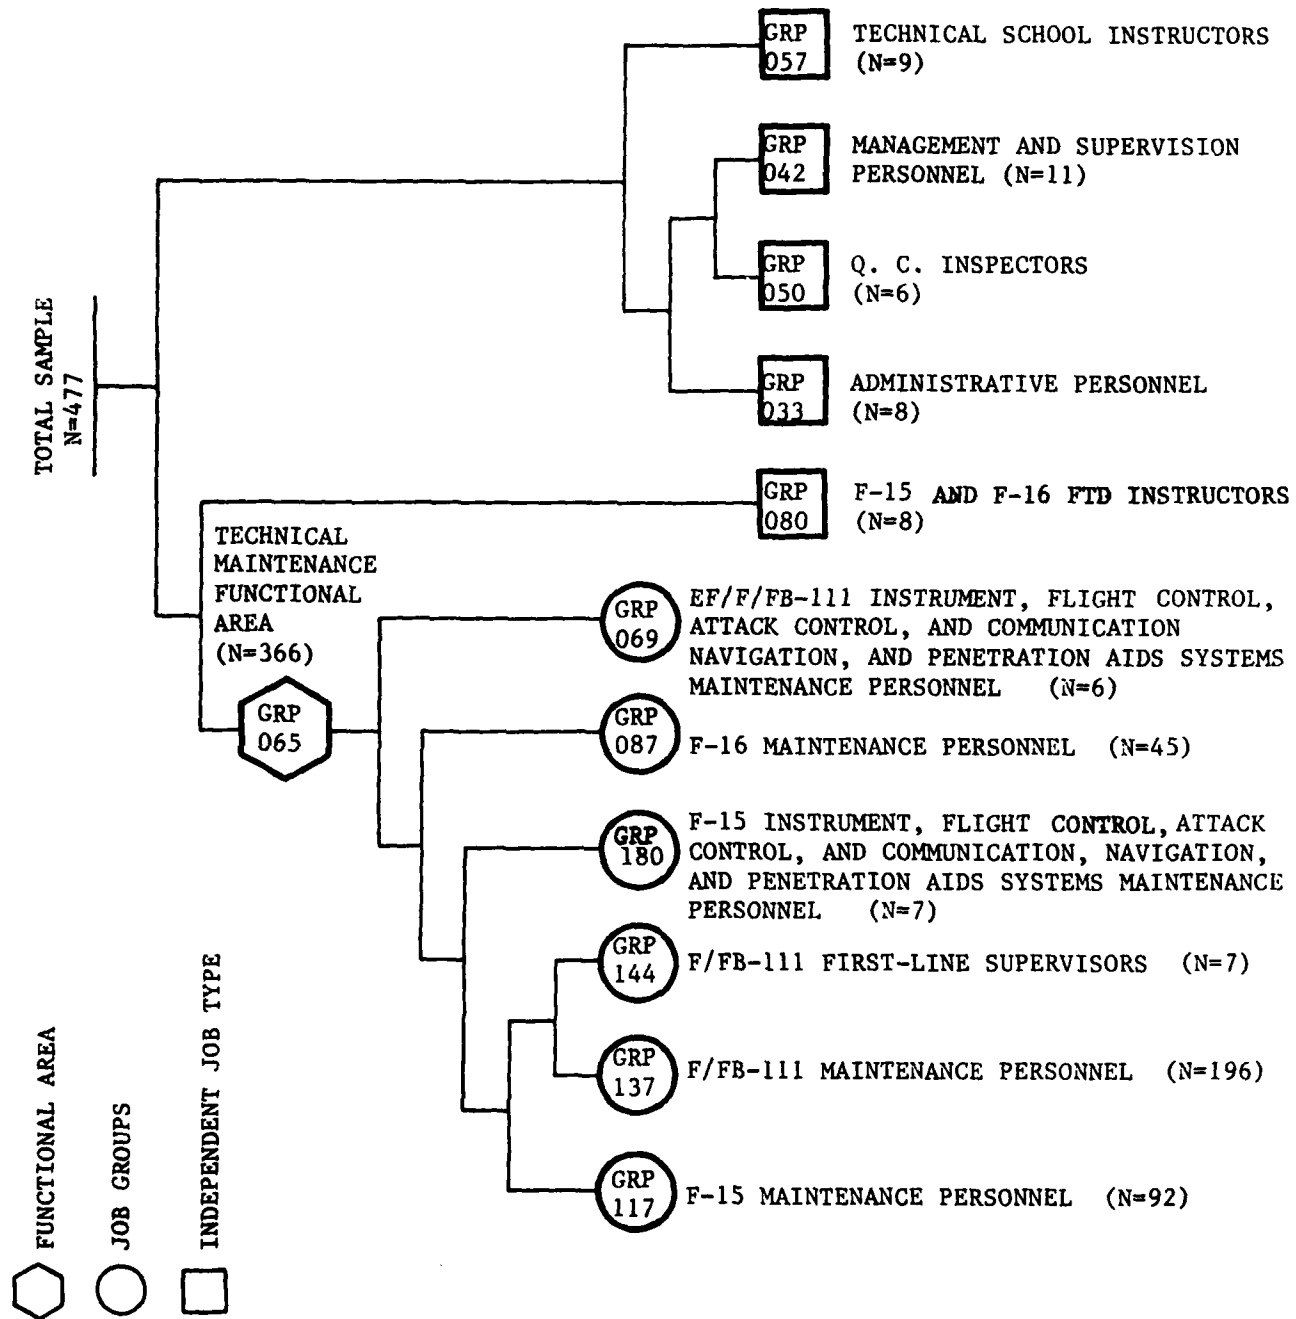 GRP
057
TECHNICAL SCHOOL INSTRUCTORS
(N=9)
GRP
042
MANAGEMENT AND SUPERVISION
PERSONNEL (N=11)
GRP
050
Q. C. INSPECTORS
(N=6)
GRP
033
ADMINISTRATIVE PERSONNEL
(N=8)
TOTAL SAMPLE
N=477
GRP
080
F-15 AND F-16 FTD INSTRUCTORS
(N=8)
TECHNICAL
MAINTENANCE
FUNCTIONAL
AREA
(N=366)
GRP
065
GRP
069
EF/F/FB-111 INSTRUMENT, FLIGHT CONTROL,
ATTACK CONTROL, AND COMMUNICATION
NAVIGATION, AND PENETRATION AIDS SYSTEMS
MAINTENANCE PERSONNEL (N=6)
GRP
087
F-16 MAINTENANCE PERSONNEL (N=45)
GRP
180
F-15 INSTRUMENT, FLIGHT CONTROL, ATTACK
CONTROL, AND COMMUNICATION, NAVIGATION,
AND PENETRATION AIDS SYSTEMS MAINTENANCE
PERSONNEL (N=7)
GRP
144
F/FB-111 FIRST-LINE SUPERVISORS (N=7)
GRP
137
F/FB-111 MAINTENANCE PERSONNEL (N=196)
GRP
117
F-15 MAINTENANCE PERSONNEL (N=92)
FUNCTIONAL AREA
JOB GROUPS
INDEPENDENT JOB TYPE